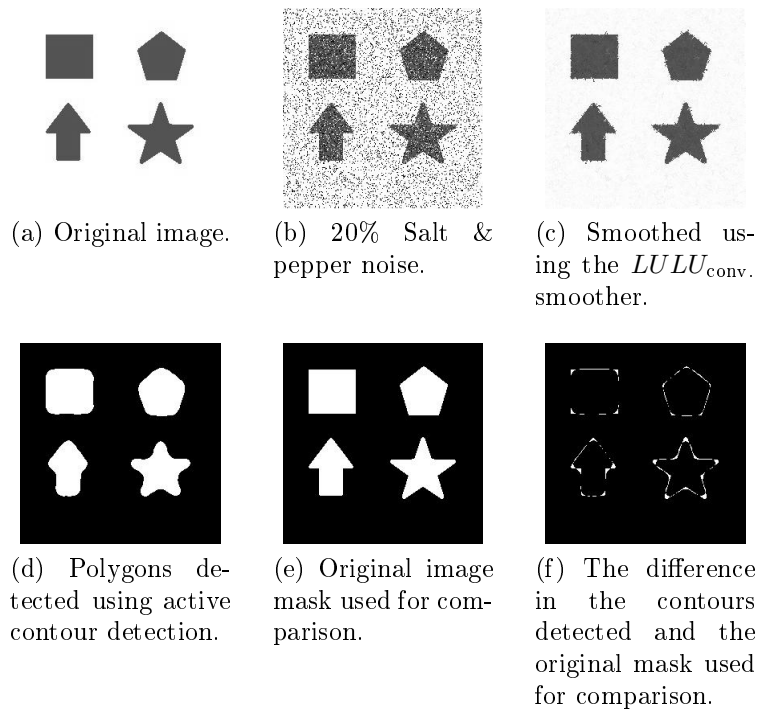 (a) Original image.
(b) 20% Salt &
pepper noise.
(c) Smoothed us-
ing the LULUconv.
smoother.
(d) Polygons de-
tected using active
contour detection.
(e) Original image
mask used for com-
parison.
(f) The difference
in the contours
detected and the
original mask used
for comparison.